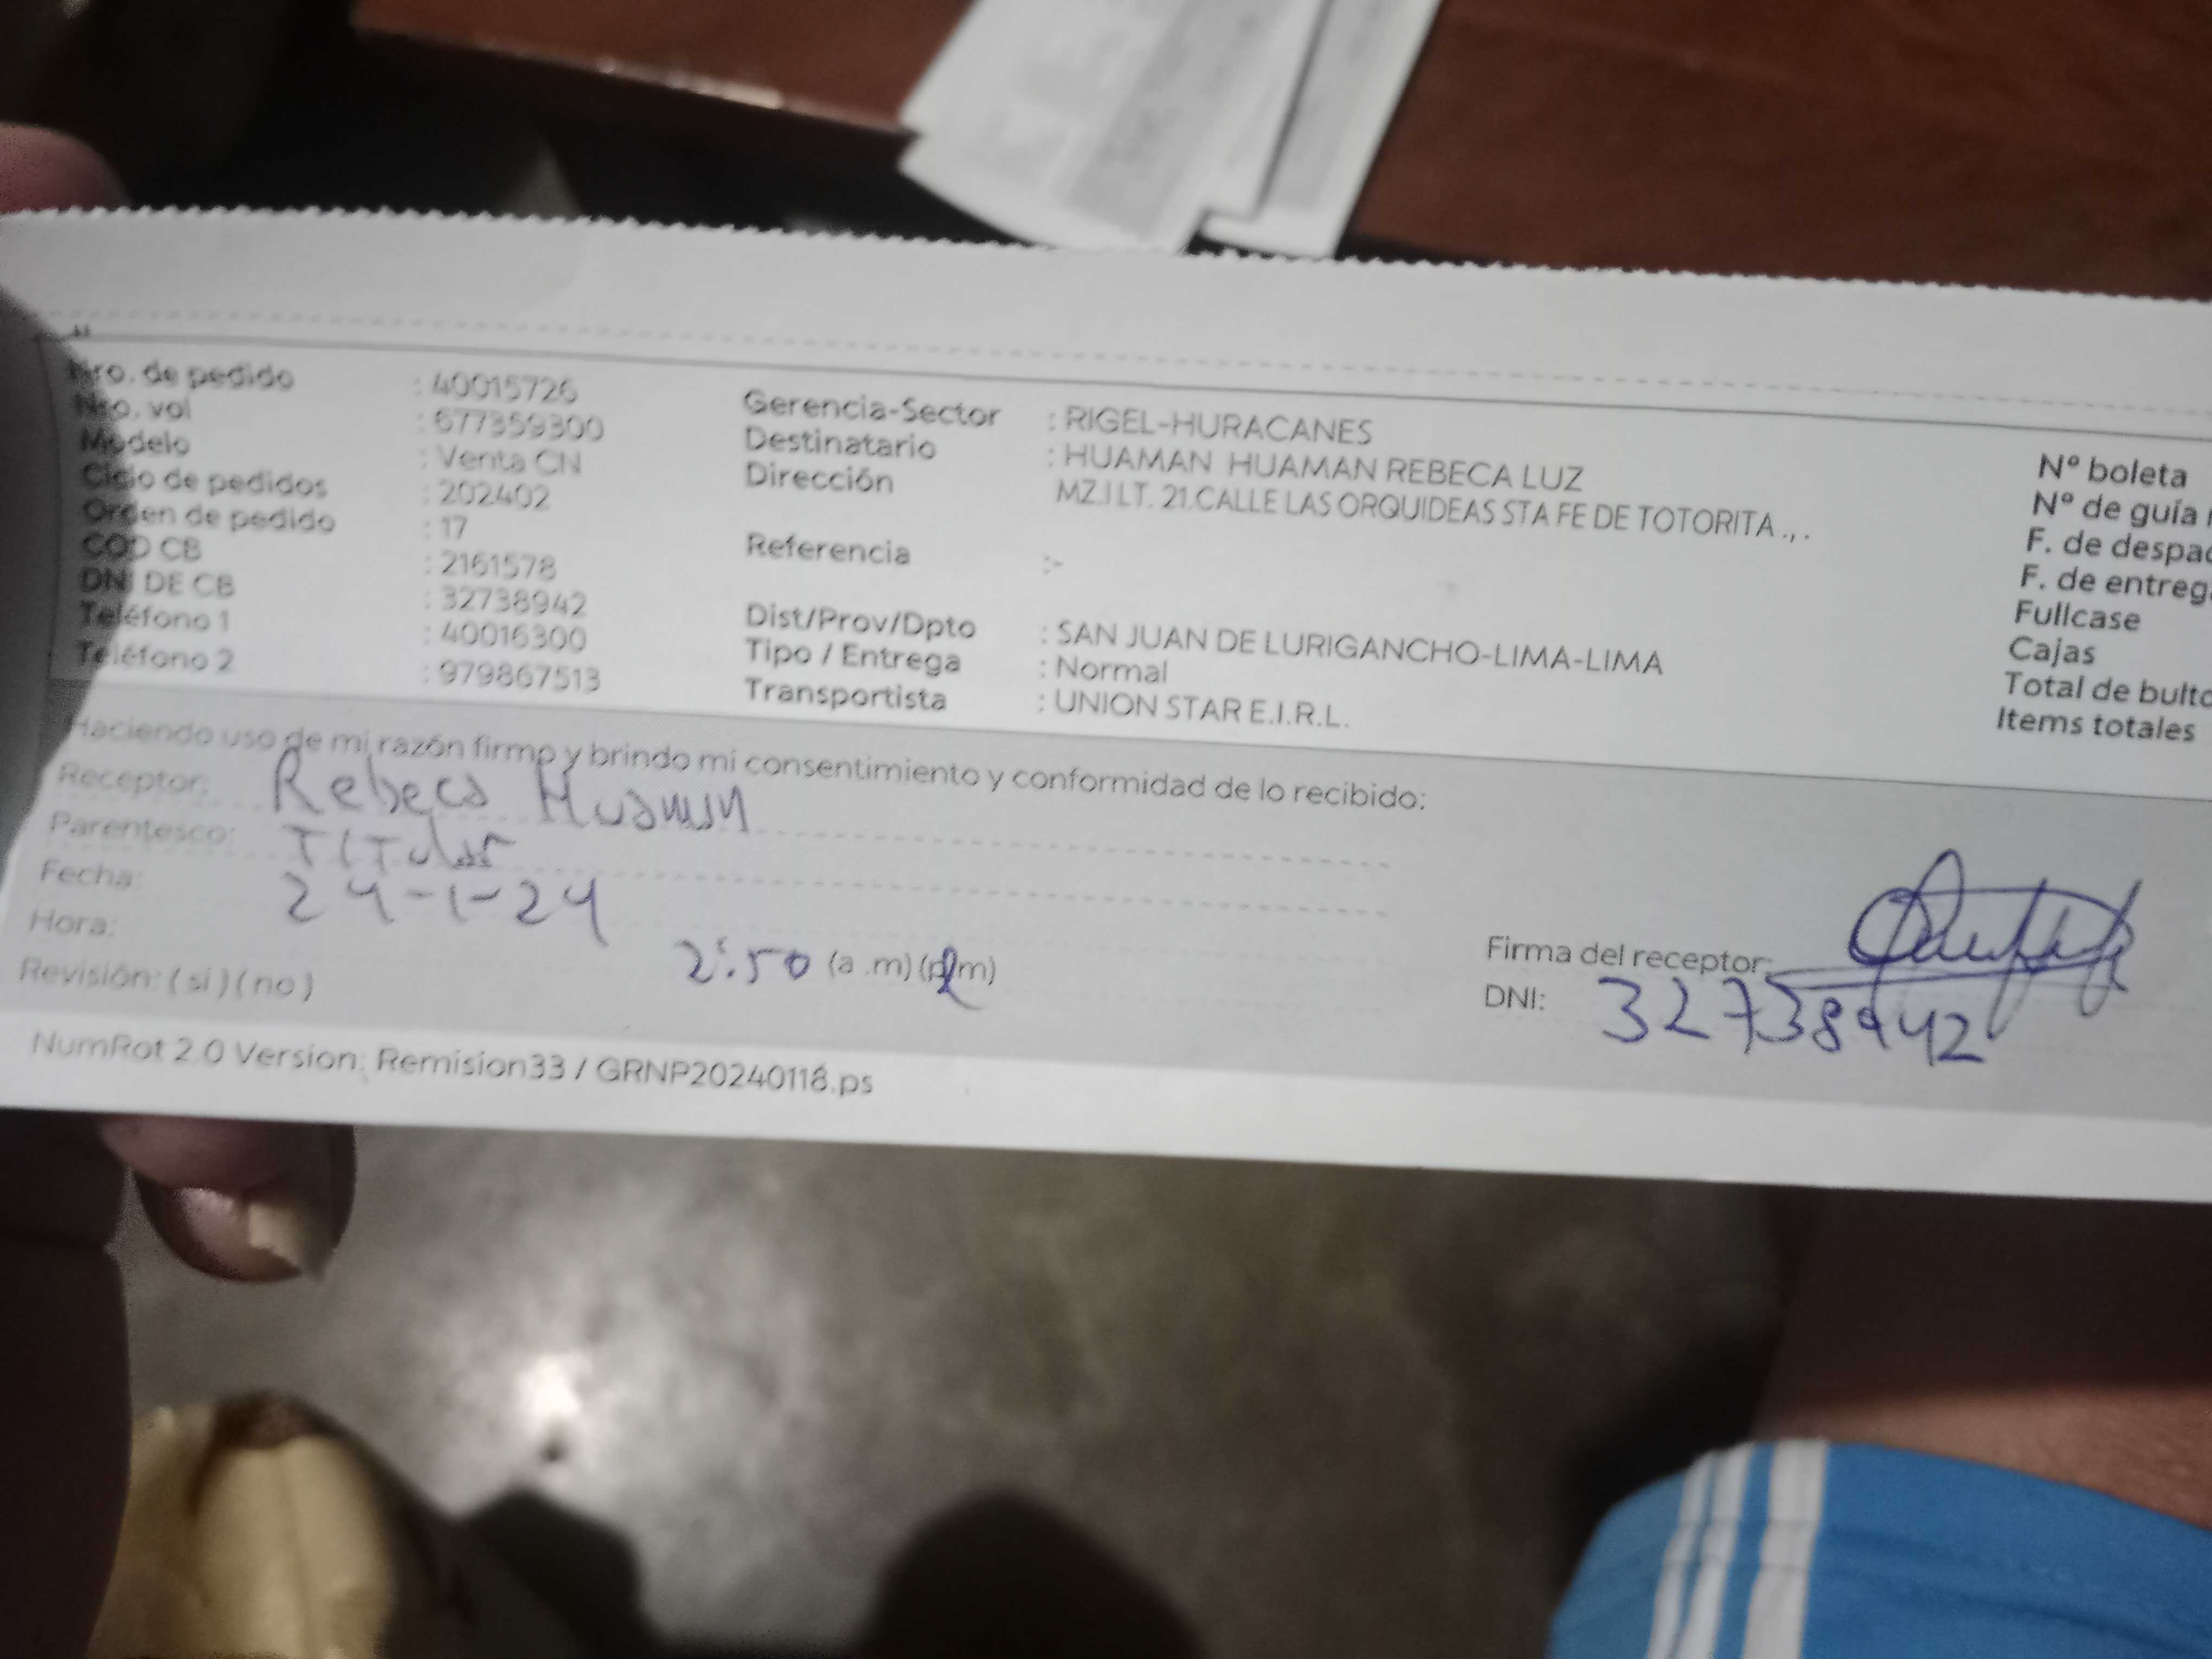 Nro. de pedido : 40015726
Nro. vol : 677359300
Modelo : Venta CN
Ciclo de pedidos : 202402
Orden de pedido : 17
COD CB : 2161578
DNI DE CB : 32738942
Teléfono 1 : 40016300
Teléfono 2 : 979867513
Gerencia-Sector : RIGEL-HURACANES
Destinatario : HUAMAN HUAMAN REBECA LUZ
Dirección MZ.I LT. 21.CALLE LAS ORQUIDEAS STA FE DE TOTORITA .,.
Referencia :-
Dist/Prov/Dpto : SAN JUAN DE LURIGANCHO-LIMA-LIMA
Tipo / Entrega : Normal
Transportista : UNION STAR E.I.R.L.
Nº boleta
Nº de guía
F. de
F. de
Fullcase
Cajas
Total de
Items totales
Haciendo uso de mi razón firmo y brindo mi consentimiento y conformidad de lo recibido:
Receptor: Rebeca
Parentesco: Titular
Fecha: 24-1-24
Hora: 2:50 (a .m) (p.m)
Revisión: ( si ) ( no )
Firma del receptor:
DNI: 32738942
NumRot 2.0 Version: Remision33 / GRNP20240118.ps